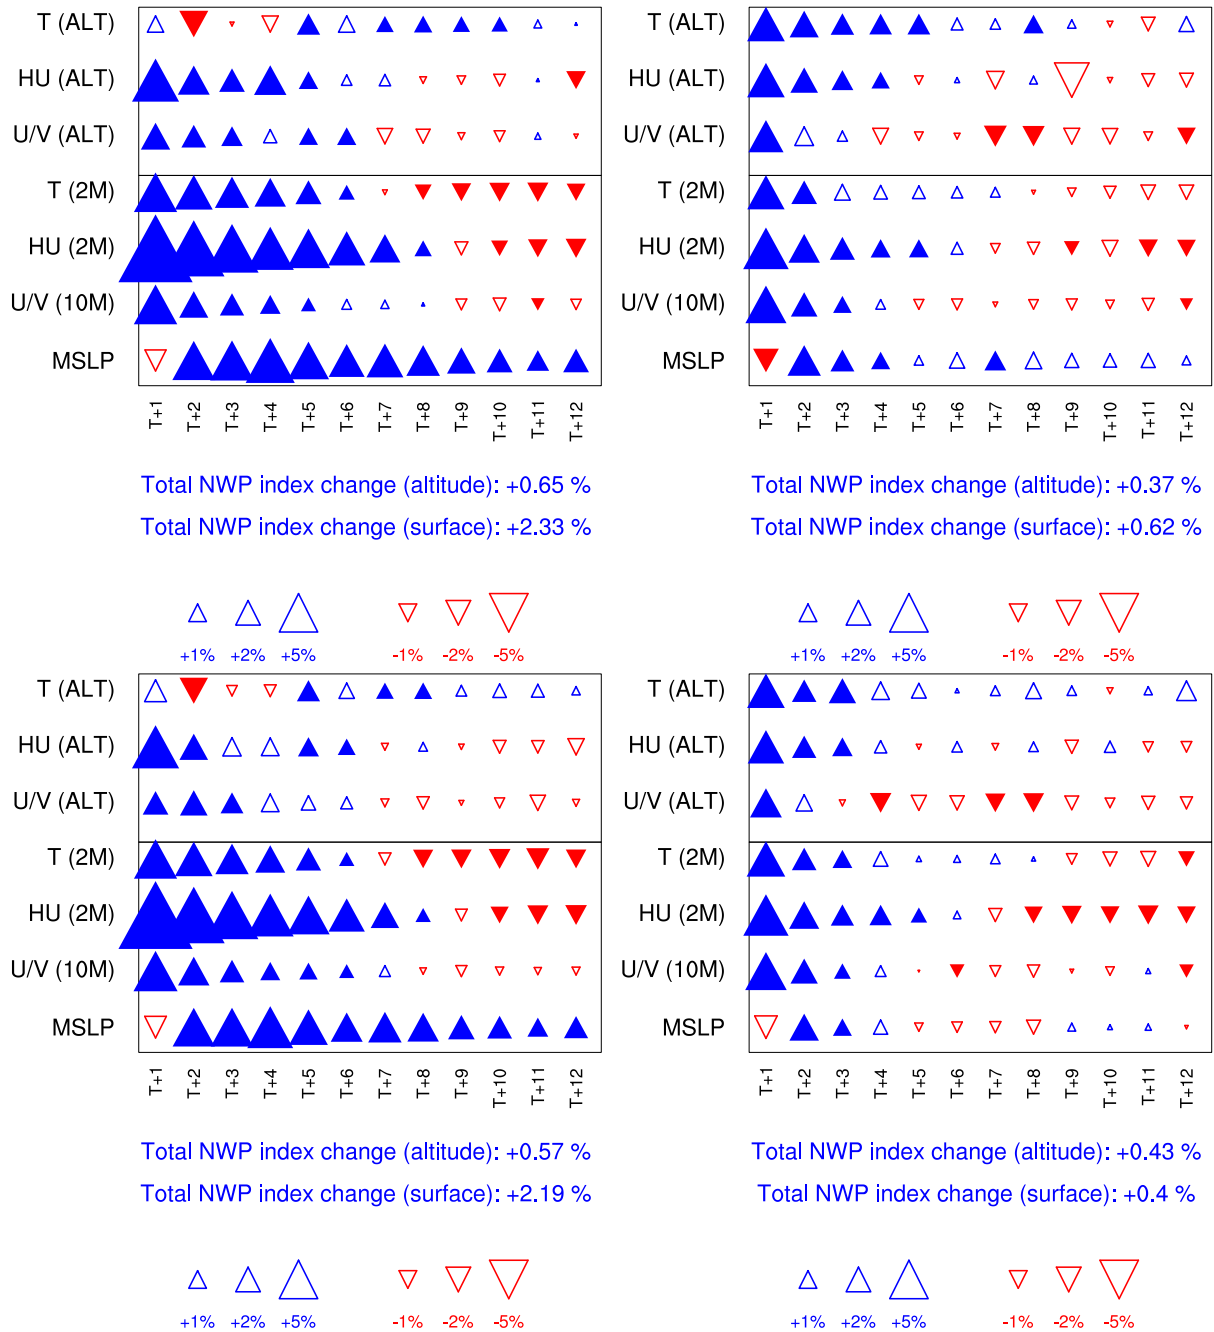 T (ALT)
HU (ALT)
U/V (ALT)
T (2M)
HU (2M)
U/V (10M)
MSLP
T+1 T+2 T+3 T+4 T+5 T+6 T+7 T+8 T+9 T+10 T+11 T+12
Total NWP index change (altitude): +0.65 %
Total NWP index change (surface): +2.33 %
+1% +2% +5% -1% -2% -5%
T (ALT)
HU (ALT)
U/V (ALT)
T (2M)
HU (2M)
U/V (10M)
MSLP
T+1 T+2 T+3 T+4 T+5 T+6 T+7 T+8 T+9 T+10 T+11 T+12
Total NWP index change (altitude): +0.37 %
Total NWP index change (surface): +0.62 %
+1% +2% +5% -1% -2% -5%
T (ALT)
HU (ALT)
U/V (ALT)
T (2M)
HU (2M)
U/V (10M)
MSLP
T+1 T+2 T+3 T+4 T+5 T+6 T+7 T+8 T+9 T+10 T+11 T+12
Total NWP index change (altitude): +0.57 %
Total NWP index change (surface): +2.19 %
+1% +2% +5% -1% -2% -5%
T (ALT)
HU (ALT)
U/V (ALT)
T (2M)
HU (2M)
U/V (10M)
MSLP
T+1 T+2 T+3 T+4 T+5 T+6 T+7 T+8 T+9 T+10 T+11 T+12
Total NWP index change (altitude): +0.43 %
Total NWP index change (surface): +0.4 %
+1% +2% +5% -1% -2% -5%